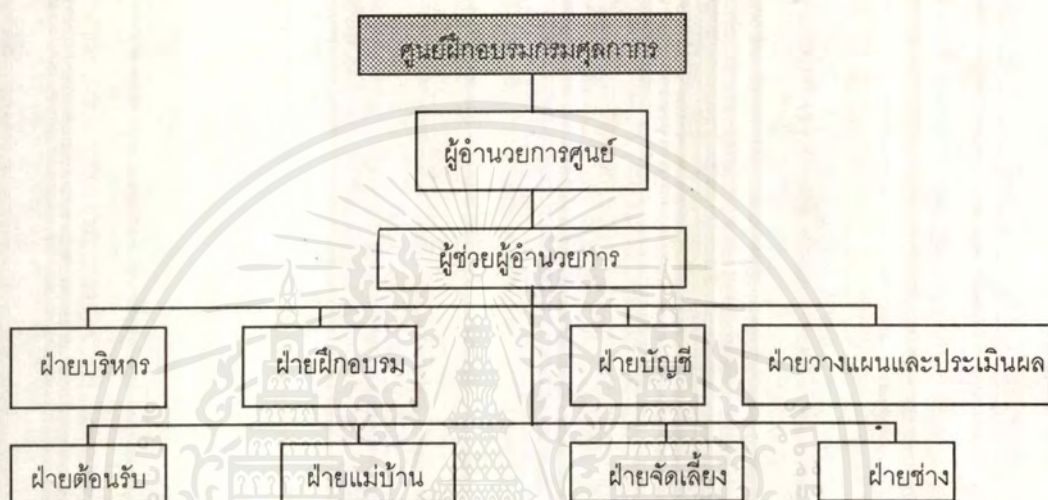 ศูนย์ฝึกอบรมกรมศุลกากร
ผู้อำนวยการศูนย์
ผู้ช่วยผู้อำนวยการ
ฝ่ายบริหาร
ฝ่ายฝึกอบรม
ฝ่ายบัญชี
ฝ่ายวางแผนและประเมินผล
ฝ่ายต้อนรับ
ฝ่ายแม่บ้าน
ฝ่ายจัดเลี้ยง
ฝ่ายช่าง